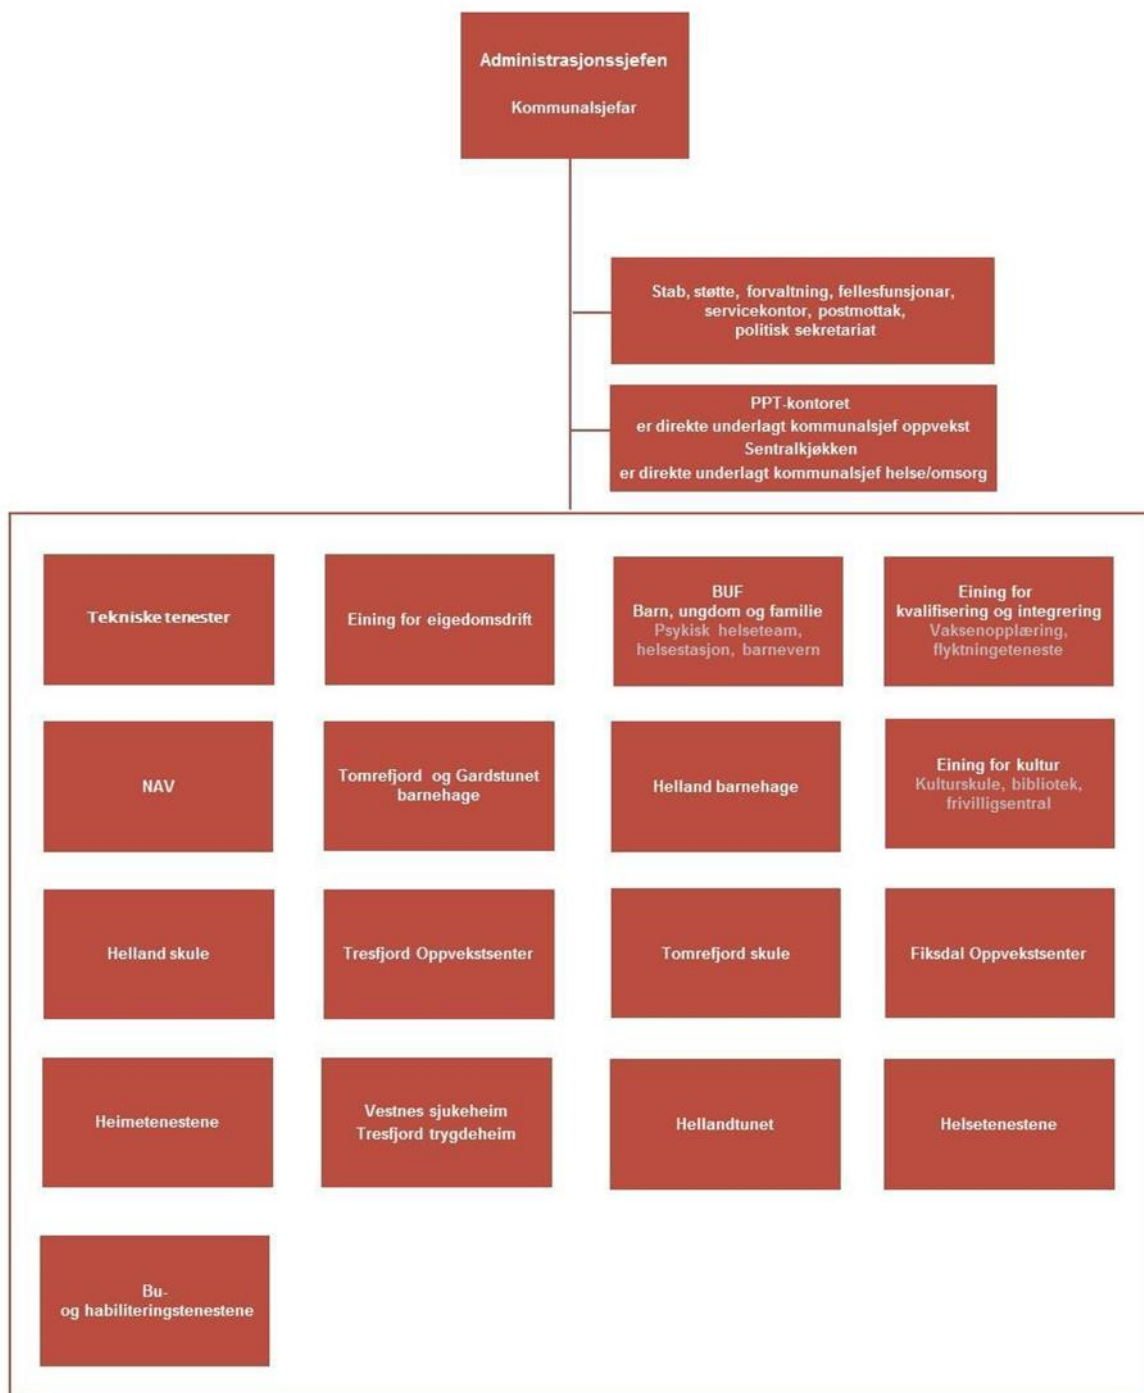 Administrasjonssjefen
Kommunalsjefar
Stab, støtte, forvaltning, fellesfunsjonar,
servicekontor, postmottak,
politisk sekretariat
PPT-kontoret
er direkte underlagt kommunalsjef oppvekst
Sentralkjøkken
er direkte underlagt kommunalsjef helse/omsorg
Tekniske tenester
Eining for eigedomsdrift
BUF
Barn, ungdom og familie
Psykisk helseteam,
helsestasjon, barnevern
Eining for
kvalifisering og integrering
Vaksenopplæring,
flyktningeteneste
NAV
Tomrefjord og Gardstunet
barnehage
Helland barnehage
Eining for kultur
Kulturskule, bibliotek,
frivilligsentral
Helland skule
Tresfjord Oppvekstsenter
Tomrefjord skule
Fiksdal Oppvekstsenter
Heimetenestene
Vestnes sjukeheim
Tresfjord trygdeheim
Hellandtunet
Helsetenestene
Bu-
og habiliteringstenestene